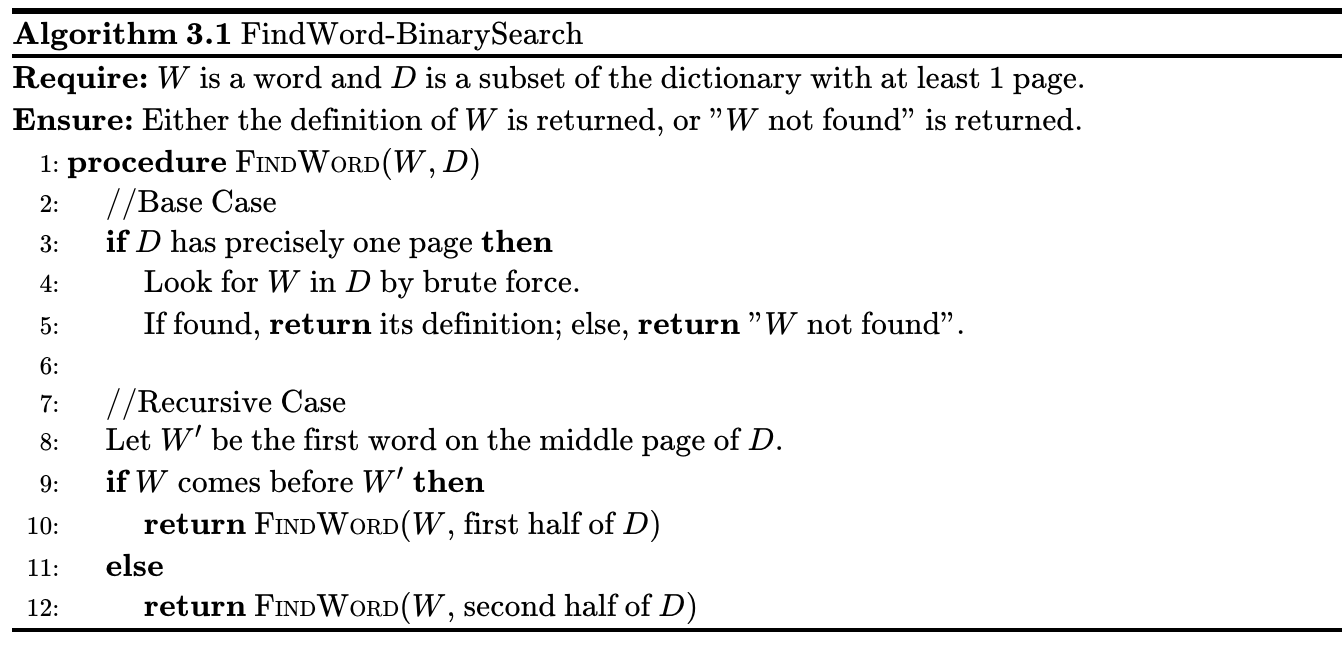 Algorithm 3.1 FindWord-BinarySearch
Require: W is a word and D is a subset of the dictionary with at least 1 page.
Ensure: Either the definition of W is returned, or ”W not found” is returned.
1: procedure FindWord(W, D)
2: //Base Case
3: if D has precisely one page then
4: Look for W in D by brute force.
5: If found, return its definition; else, return ”W not found”.
6:
7: //Recursive Case
8: Let W′ be the first word on the middle page of D.
9: if W comes before W′ then
10: return FindWord(W, first half of D)
11: else
12: return FindWord(W, second half of D)